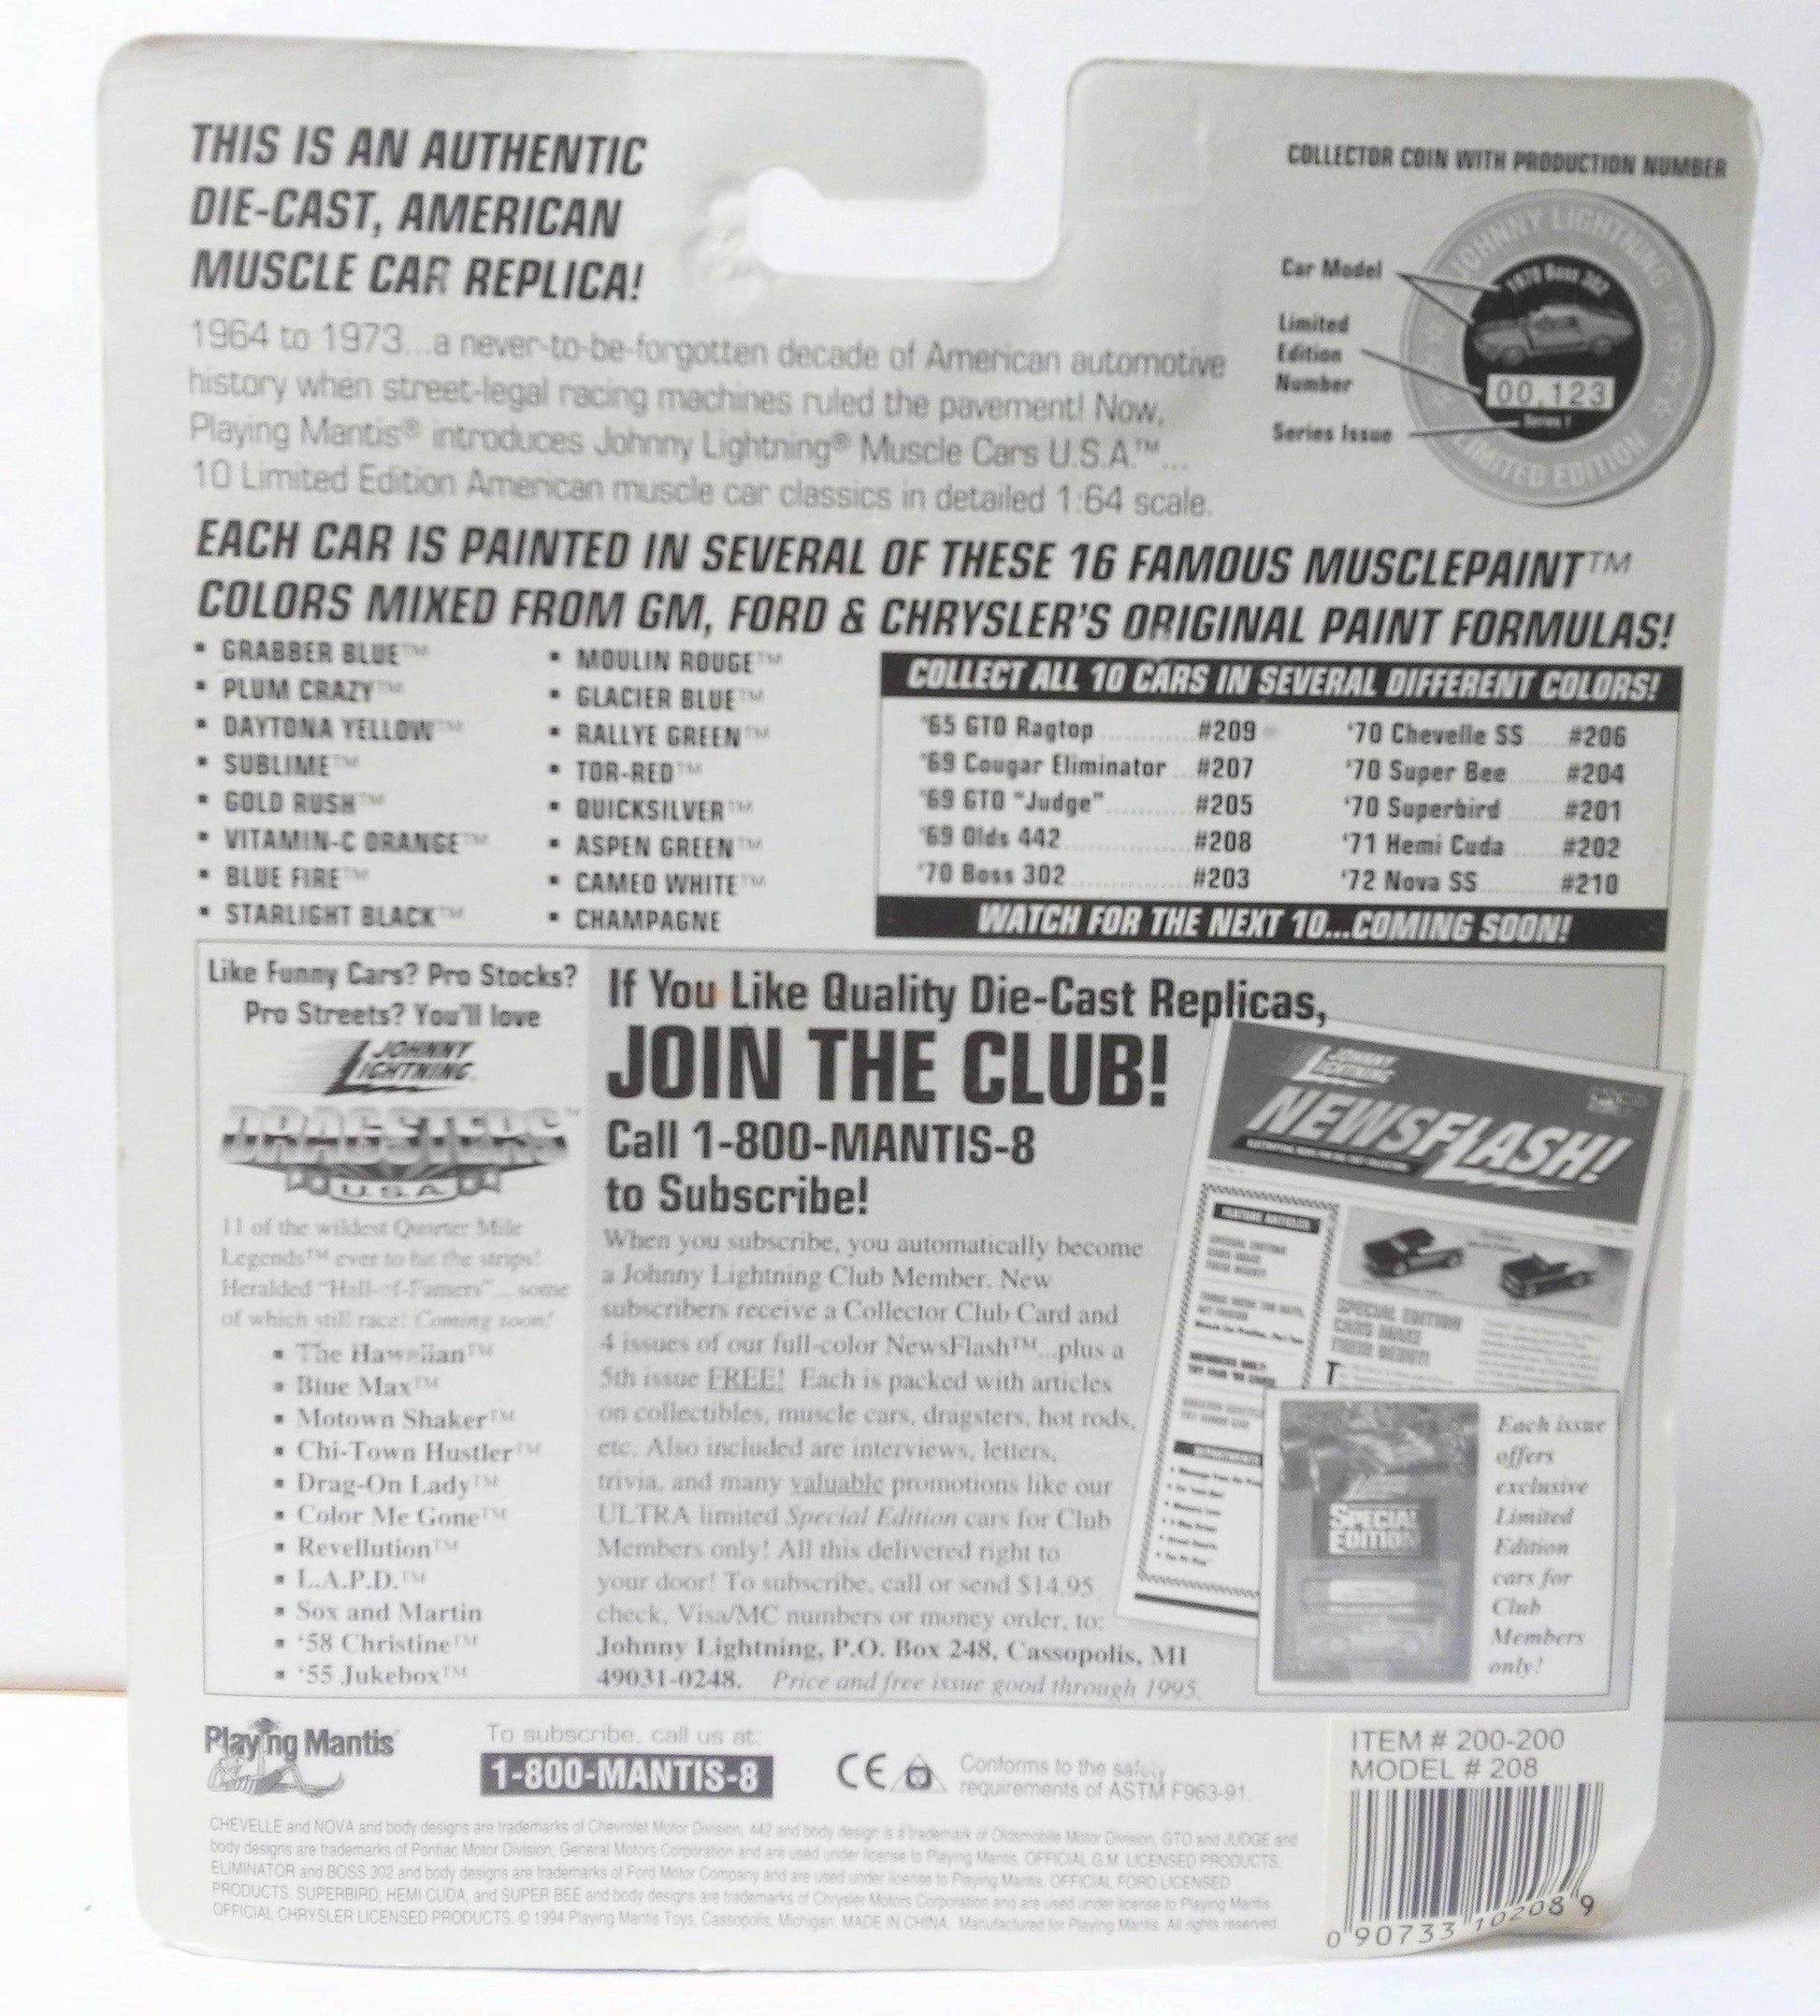 THIS IS AN AUTHENTIC
DIE-CAST, AMERICAN
MUSCLE CAR REPLICA!
1964 to 1973...a never-to-be-forgotten decade of American automotive
history when street-legal racing machines ruled the pavement! Now,
Playing Mantis® introduces Johnny Lightning® Muscle Cars U.S.A.™...
10 Limited Edition American muscle car classics in detailed 1:64 scale.
COLLECTOR COIN WITH PRODUCTION NUMBER
Car Model
Limited
Edition
Number
Series Issue
JOHNNY LIGHTNING
1970 Boss 302
00,123
Series 1
LIMITED EDITION
EACH CAR IS PAINTED IN SEVERAL OF THESE 16 FAMOUS MUSCLEPAINT™
COLORS MIXED FROM GM, FORD & CHRYSLER'S ORIGINAL PAINT FORMULAS!
▪ GRABBER BLUE™
▪ PLUM CRAZY™
▪ DAYTONA YELLOW™
▪ SUBLIME™
▪ GOLD RUSH™
▪ VITAMIN-C ORANGE™
▪ BLUE FIRE™
▪ STARLIGHT BLACK™
▪ MOULIN ROUGE™
▪ GLACIER BLUE™
▪ RALLYE GREEN™
▪ TOR-RED™
▪ QUICKSILVER™
▪ ASPEN GREEN™
▪ CAMEO WHITE™
▪ CHAMPAGNE
COLLECT ALL 10 CARS IN SEVERAL DIFFERENT COLORS!
'65 GTO Ragtop ............ #209
'69 Cougar Eliminator ... #207
'69 GTO "Judge" ............ #205
'69 Olds 442 ................ #208
'70 Boss 302 ................ #203
'70 Chevelle SS ..... #206
'70 Super Bee ....... #204
'70 Superbird ........ #201
'71 Hemi Cuda ...... #202
'72 Nova SS .......... #210
WATCH FOR THE NEXT 10...COMING SOON!
Like Funny Cars? Pro Stocks?
Pro Streets? You'll love
JOHNNY
LIGHTNING
DRAGSTERS™
U.S.A.
11 of the wildest Quarter Mile
Legends™ ever to hit the strips!
Heralded "Hall-of-Famers"... some
of which still race! Coming soon!
▪ The Hawaiian™
▪ Blue Max™
▪ Motown Shaker™
▪ Chi-Town Hustler™
▪ Drag-On Lady™
▪ Color Me Gone™
▪ Revellution™
▪ L.A.P.D.™
▪ Sox and Martin
▪ '58 Christine™
▪ '55 Jukebox™
If You Like Quality Die-Cast Replicas,
JOIN THE CLUB!
Call 1-800-MANTIS-8
to Subscribe!
When you subscribe, you automatically become
a Johnny Lightning Club Member. New
subscribers receive a Collector Club Card and
4 issues of our full-color NewsFlash™...plus a
5th issue FREE! Each is packed with articles
on collectibles, muscle cars, dragsters, hot rods,
etc. Also included are interviews, letters,
trivia, and many valuable promotions like our
ULTRA limited Special Edition cars for Club
Members only! All this delivered right to
your door! To subscribe, call or send $14.95
check, Visa/MC numbers or money order, to:
Johnny Lightning, P.O. Box 248, Cassopolis, MI
49031-0248. Price and free issue good through 1995.
JOHNNY
LIGHTNING
NEWSFLASH!
FEATURE ARTICLES
SPECIAL EDITION
CARS MAKE
THEIR DEBUT!
SPECIAL EDITION
CARS MAKE
THEIR DEBUT!
DEPARTMENTS
SPECIAL
EDITION
Each issue
offers
exclusive
Limited
Edition
cars for
Club
Members
only!
Playing Mantis
To subscribe, call us at:
1-800-MANTIS-8
CE
Conforms to the safety
requirements of ASTM F963-91.
ITEM # 200-200
MODEL # 208
0 90733 10208 9
CHEVELLE and NOVA and body designs are trademarks of Chevrolet Motor Division, 442 and body design is a trademark of Oldsmobile Motor Division, GTO and JUDGE and
body designs are trademarks of Pontiac Motor Division, General Motors Corporation and are used under license to Playing Mantis. OFFICIAL G.M. LICENSED PRODUCTS.
ELIMINATOR and BOSS 302 and body designs are trademarks of Ford Motor Company and are used under license to Playing Mantis. OFFICIAL FORD LICENSED
PRODUCTS. SUPERBIRD, HEMI CUDA, and SUPER BEE and body designs are trademarks of Chrysler Motors Corporation and are used under license to Playing Mantis
OFFICIAL CHRYSLER LICENSED PRODUCTS. © 1994 Playing Mantis Toys, Cassopolis, Michigan. MADE IN CHINA. Manufactured for Playing Mantis. All rights reserved.